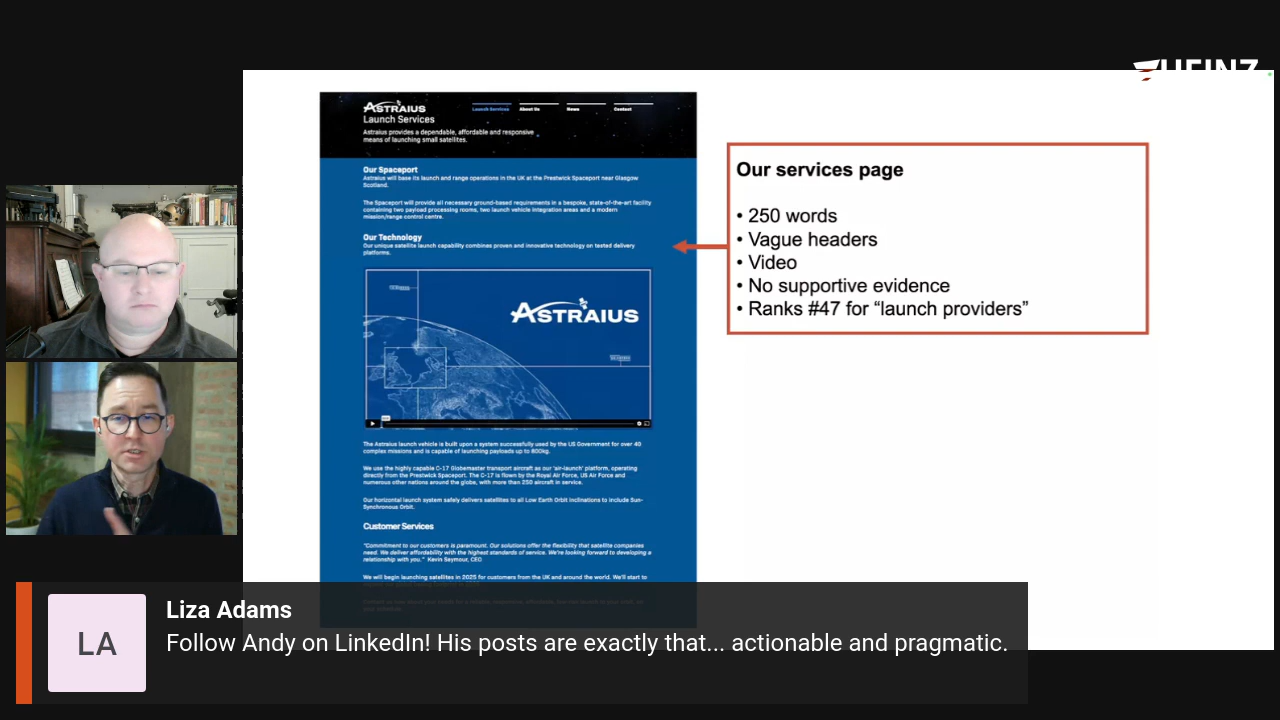 HEINZ
ASTRAIUS
Launch Services
About Us
News
Contact
Launch Services
Astraius provides a dependable, affordable and responsive
means of launching small satellites.
Our Spaceport
Astraius will base its launch and range operations in the UK at the Prestwick Spaceport near Glasgow
Scotland.
The Spaceport will provide all necessary ground-based requirements in a bespoke, state-of-the-art facility
containing two payload processing rooms, two launch vehicle integration areas and a modern
mission/range control centre.
Our Technology
Our unique satellite launch capability combines proven and innovative technology on tested delivery
platforms.
ASTRAIUS
The Astraius launch vehicle is built upon a system successfully used by the US Government for over 40
complex missions and is capable of launching payloads up to 800kg.
We use the highly capable C-17 Globemaster transport aircraft as our 'air-launch' platform, operating
directly from the Prestwick Spaceport. The C-17 is flown by the Royal Air Force, US Air Force and
numerous other nations around the globe, with more than 250 aircraft in service.
Our horizontal launch system safely delivers satellites to all Low Earth Orbit inclinations to include Sun-
Synchronous Orbit.
Customer Services
"Commitment to our customers is paramount. Our solutions offer the flexibility that satellite companies
need. We deliver affordability with the highest standards of service. We're looking forward to developing a
relationship with you." Kevin Seymour, CEO
We will begin launching satellites in 2025 for customers from the UK and around the world. We'll start to
Our services page
• 250 words
• Vague headers
• Video
• No supportive evidence
• Ranks #47 for “launch providers”
LA
Liza Adams
Follow Andy on LinkedIn! His posts are exactly that... actionable and pragmatic.